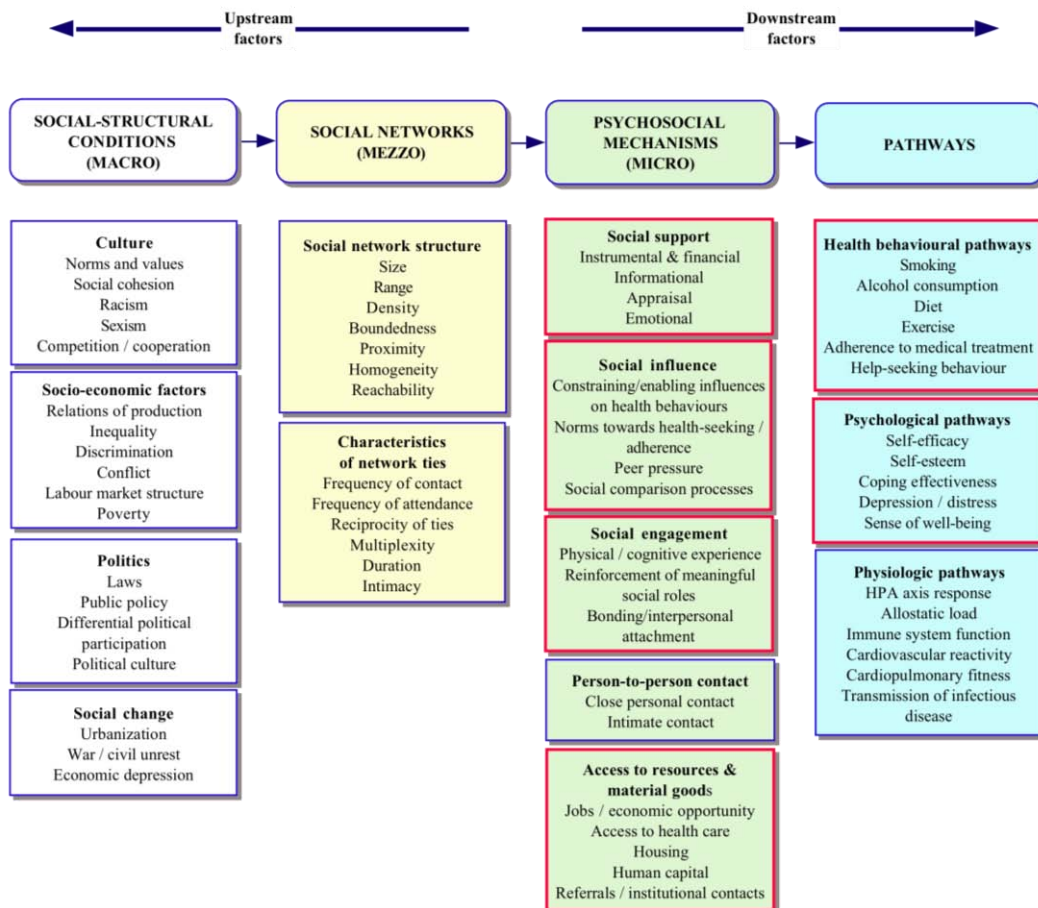 Upstream
factors
Downstream
factors
SOCIAL-STRUCTURAL
CONDITIONS
(MACRO)
SOCIAL NETWORKS
(MEZZO)
PSYCHOSOCIAL
MECHANISMS
(MICRO)
PATHWAYS
Culture
Norms and values
Social cohesion
Racism
Sexism
Competition / cooperation
Socio-economic factors
Relations of production
Inequality
Discrimination
Conflict
Labour market structure
Poverty
Politics
Laws
Public policy
Differential political
participation
Political culture
Social change
Urbanization
War / civil unrest
Economic depression
Social network structure
Size
Range
Density
Boundedness
Proximity
Homogeneity
Reachability
Characteristics
of network ties
Frequency of contact
Frequency of attendance
Reciprocity of ties
Multiplexity
Duration
Intimacy
Social support
Instrumental & financial
Informational
Appraisal
Emotional
Social influence
Constraining/enabling influences
on health behaviours
Norms towards health-seeking /
adherence
Peer pressure
Social comparison processes
Social engagement
Physical / cognitive experience
Reinforcement of meaningful
social roles
Bonding/interpersonal
attachment
Person-to-person contact
Close personal contact
Intimate contact
Access to resources &
material goods
Jobs / economic opportunity
Access to health care
Housing
Human capital
Referrals / institutional contacts
Health behavioural pathways
Smoking
Alcohol consumption
Diet
Exercise
Adherence to medical treatment
Help-seeking behaviour
Psychological pathways
Self-efficacy
Self-esteem
Coping effectiveness
Depression / distress
Sense of well-being
Physiologic pathways
HPA axis response
Allostatic load
Immune system function
Cardiovascular reactivity
Cardiopulmonary fitness
Transmission of infectious
disease